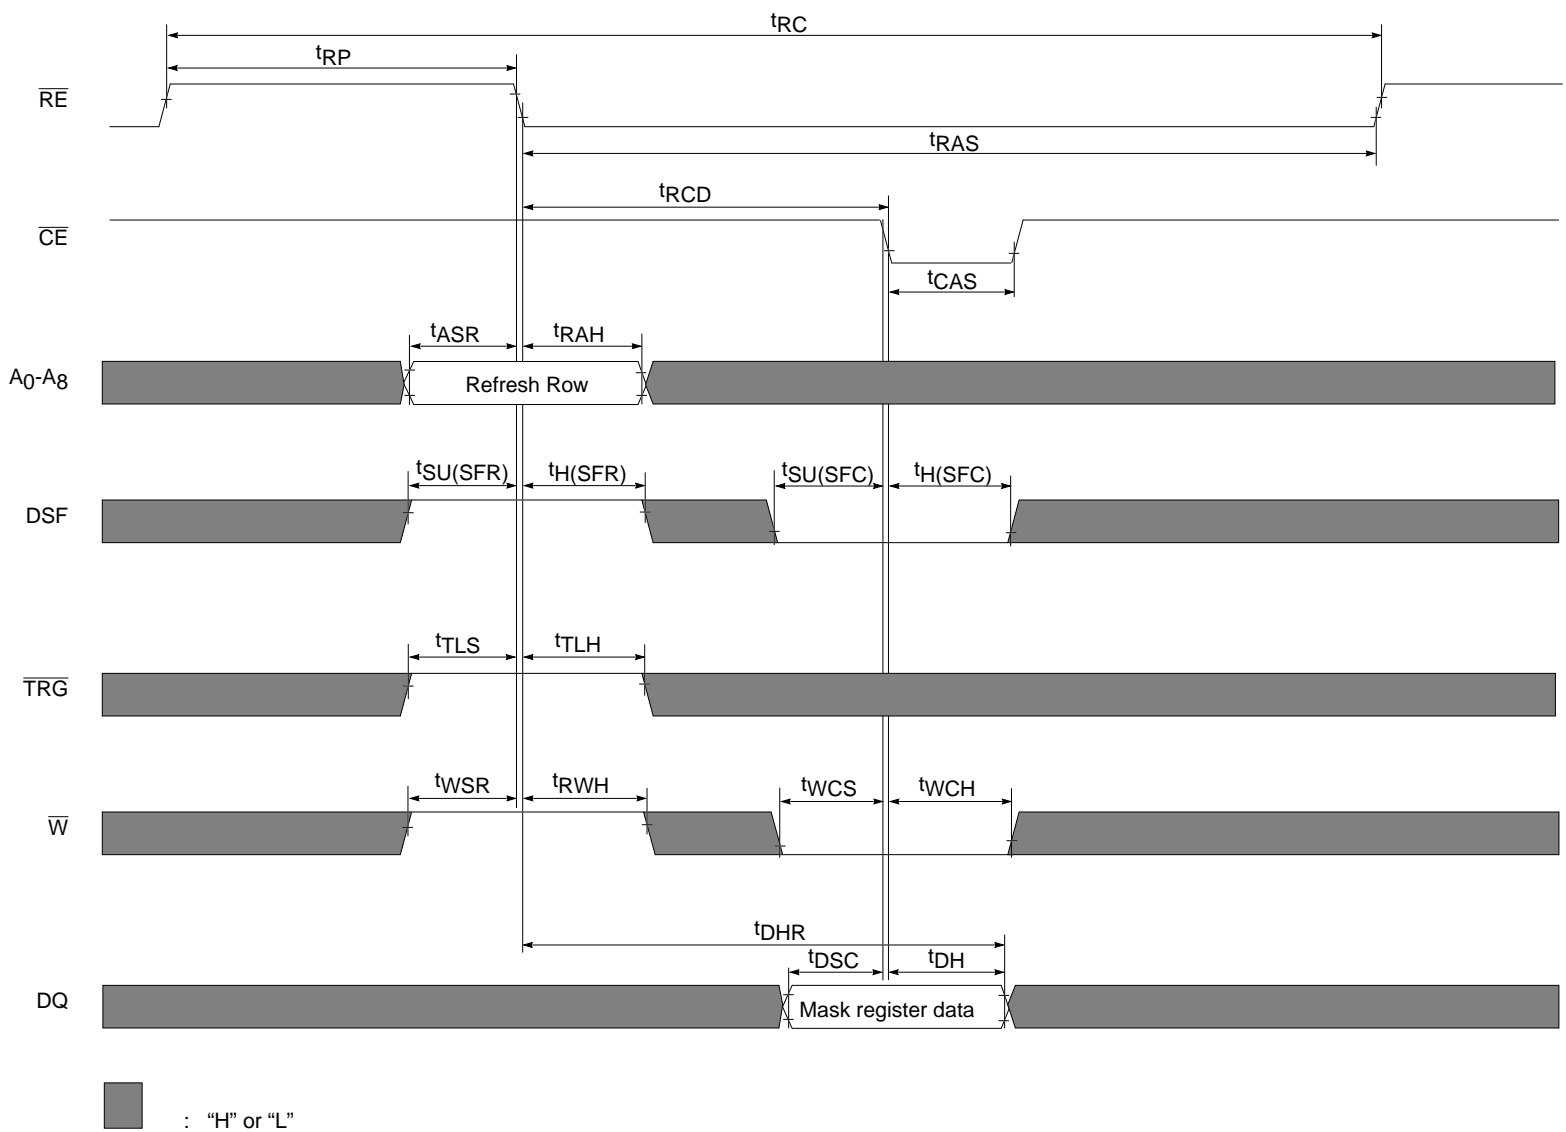 tRC
tRP
RE
tRAS
tRCD
CE
tCAS
tASR tRAH
A0-A8 Refresh Row
tSU(SFR) tH(SFR) tSU(SFC) tH(SFC)
DSF
tTLS tTLH
TRG
tWSR tRWH tWCS tWCH
W
tDHR
tDSC tDH
DQ Mask register data
: “H” or “L”